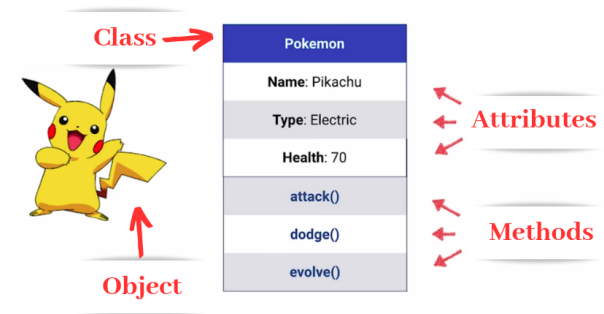 Class
Pokemon
Name: Pikachu
Type: Electric
Health: 70
Attributes
attack()
dodge()
evolve()
Methods
Object